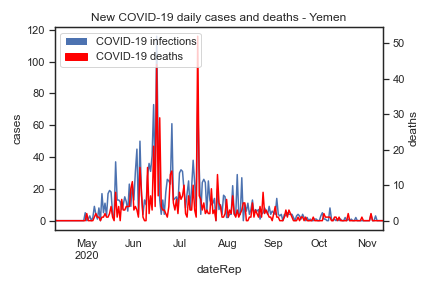 New COVID-19 daily cases and deaths - Yemen
COVID-19 infections
COVID-19 deaths
120
100
80
60
40
20
0
cases
50
40
30
20
10
0
deaths
May Jun Jul Aug Sep Oct Nov
2020
dateRep